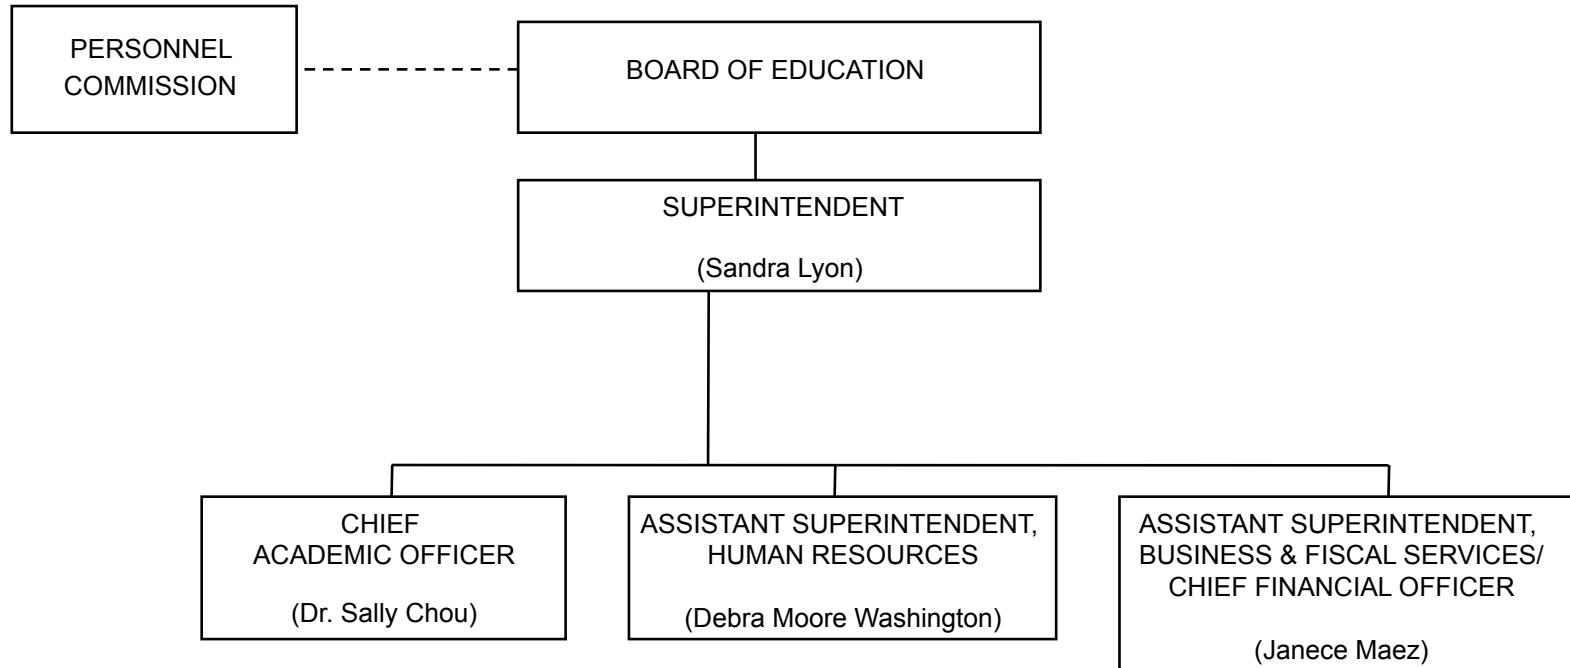 PERSONNEL
COMMISSION
BOARD OF EDUCATION
SUPERINTENDENT
(Sandra Lyon)
CHIEF
ACADEMIC OFFICER
(Dr. Sally Chou)
ASSISTANT SUPERINTENDENT,
HUMAN RESOURCES
(Debra Moore Washington)
ASSISTANT SUPERINTENDENT,
BUSINESS & FISCAL SERVICES/
CHIEF FINANCIAL OFFICER
(Janece Maez)